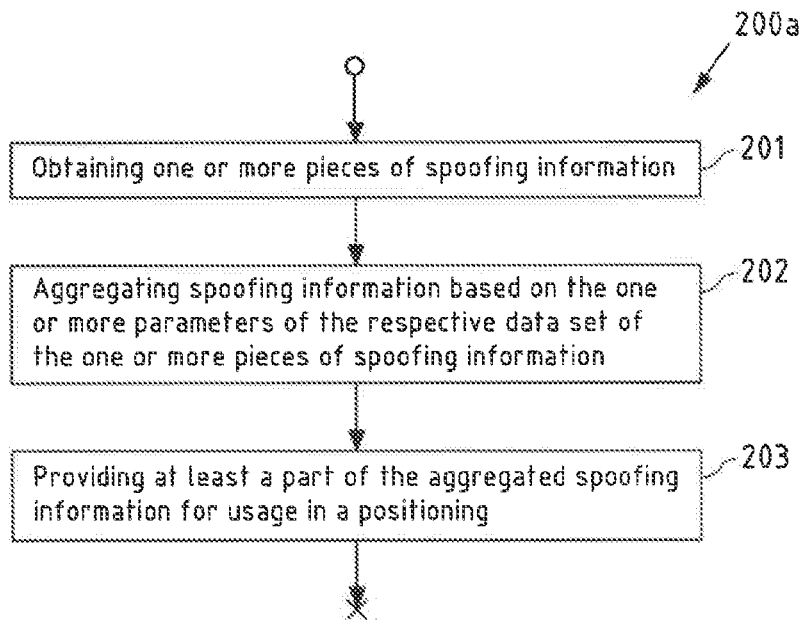 200a
Obtaining one or more pieces of spoofing information
201
Aggregating spoofing information based on the one
or more parameters of the respective data set of
the one or more pieces of spoofing information
202
Providing at least a part of the aggregated spoofing
information for usage in a positioning
203